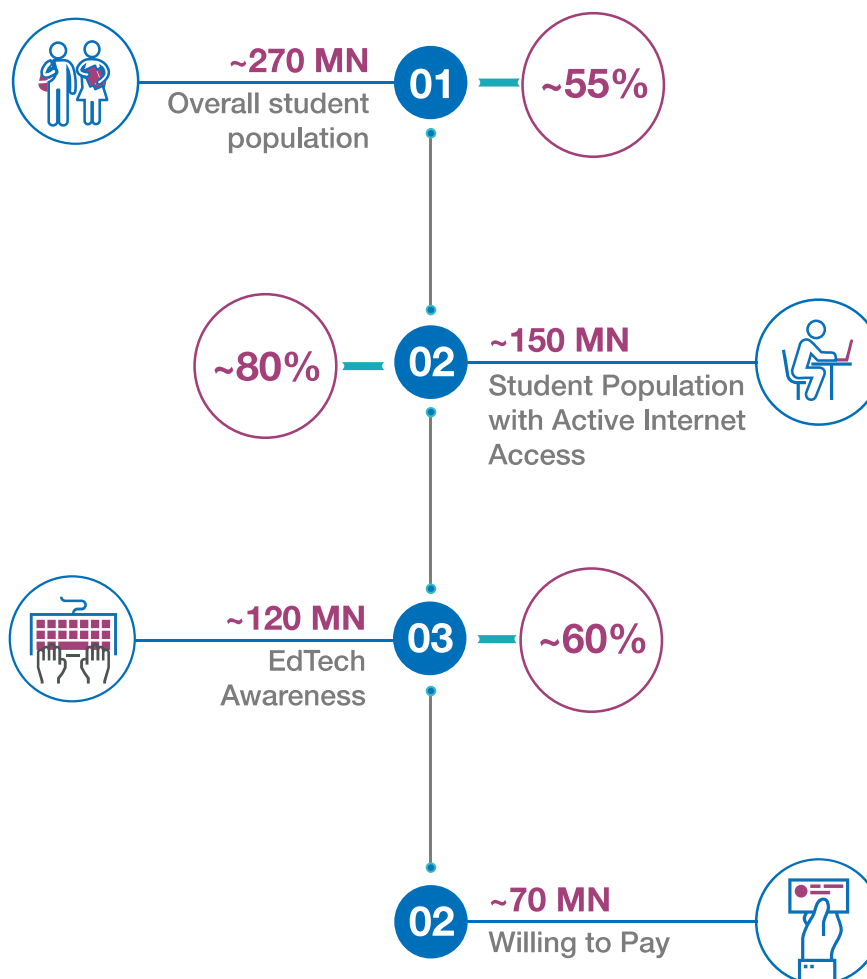 ~270 MN
Overall student
population
01
~55%
~80%
02
~150 MN
Student Population
with Active Internet
Access
~120 MN
EdTech
Awareness
03
~60%
02
~70 MN
Willing to Pay